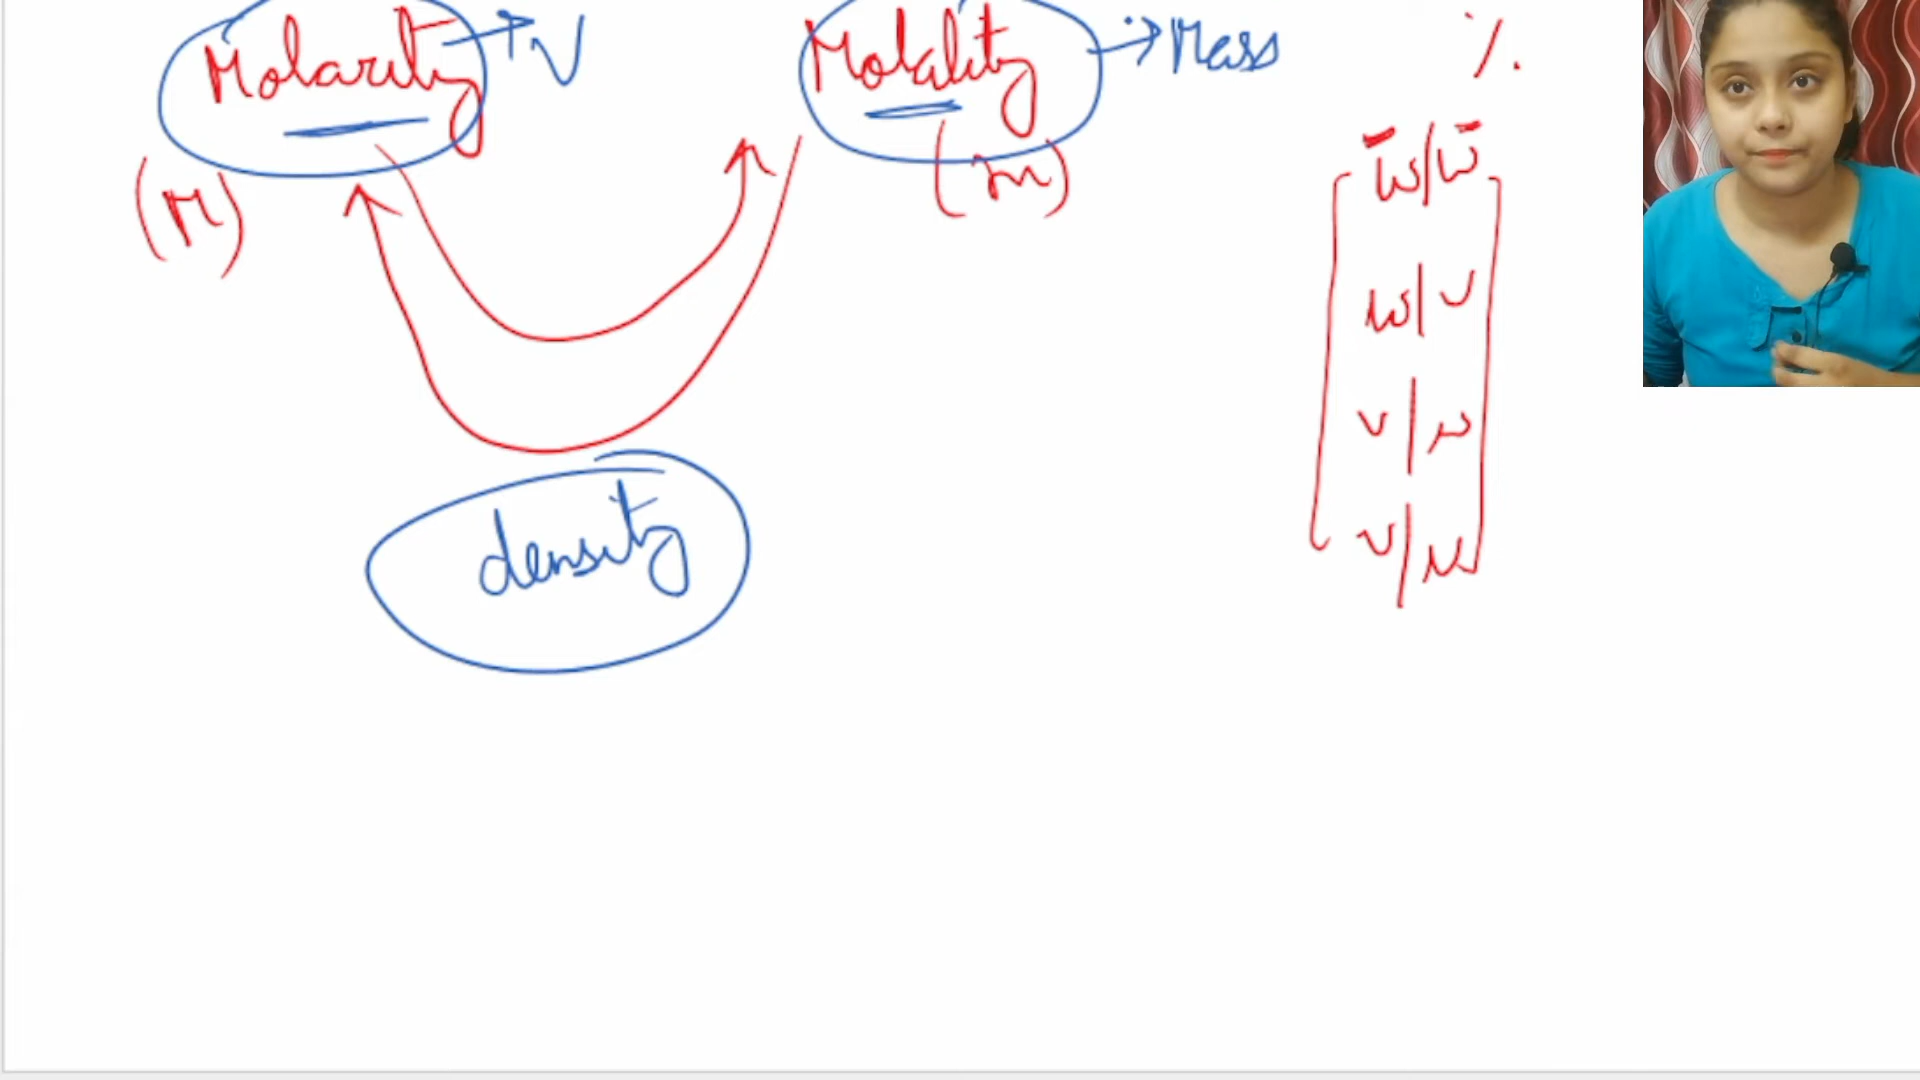 Molarity → V
Molality → Mass
%.
(M)
(m)
w/w
w/v
v/w
v/v
density